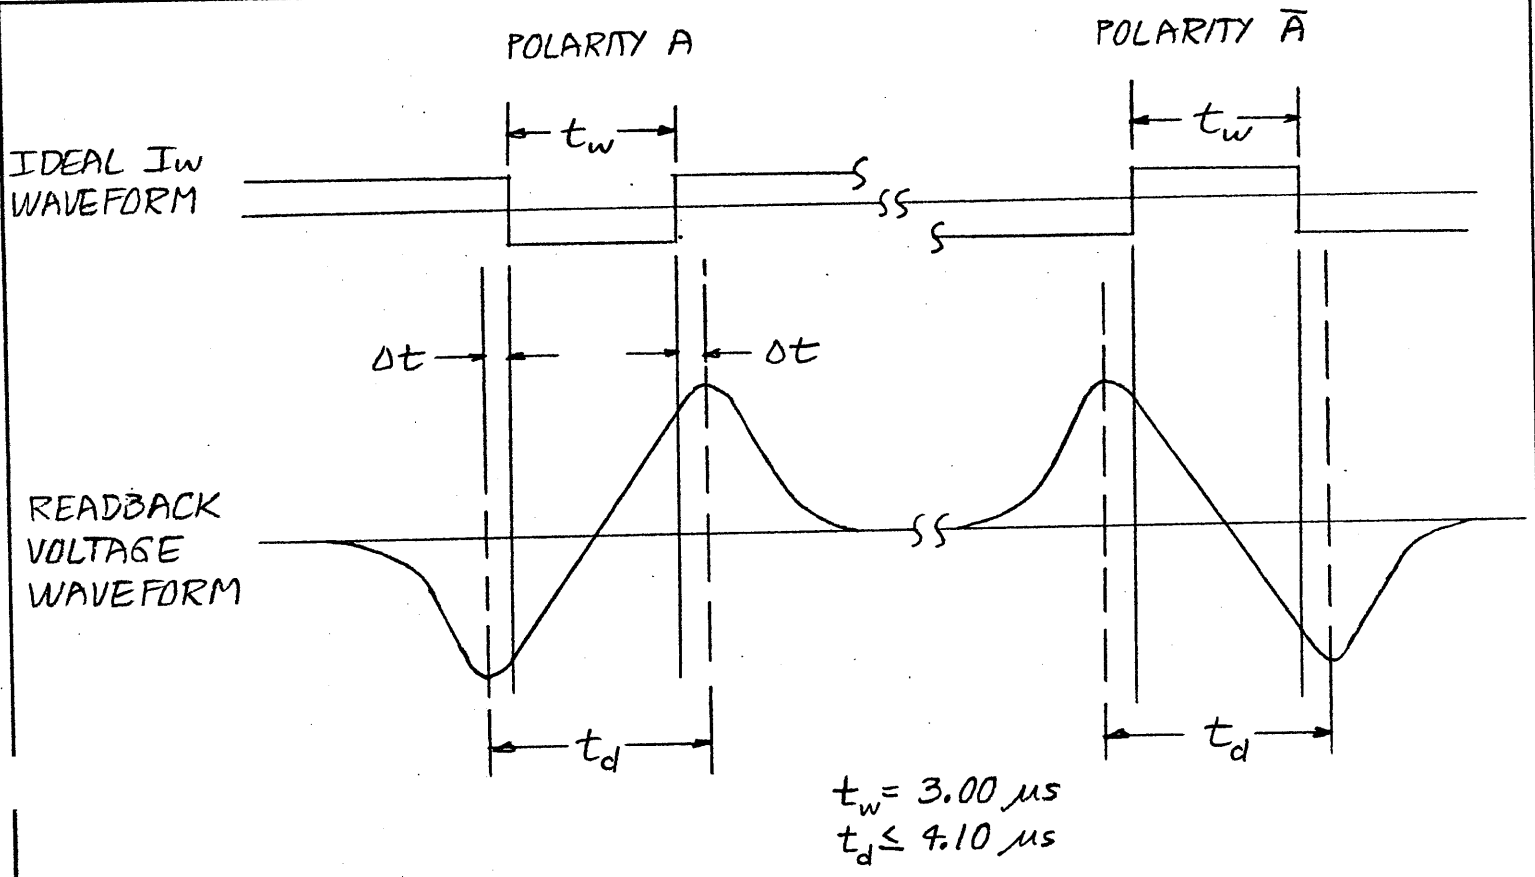 POLARITY A
POLARITY A̅
IDEAL Iw
WAVEFORM
tw
tw
Δt
Δt
READBACK
VOLTAGE
WAVEFORM
td
td
tw = 3.00 μs
td ≤ 4.10 μs